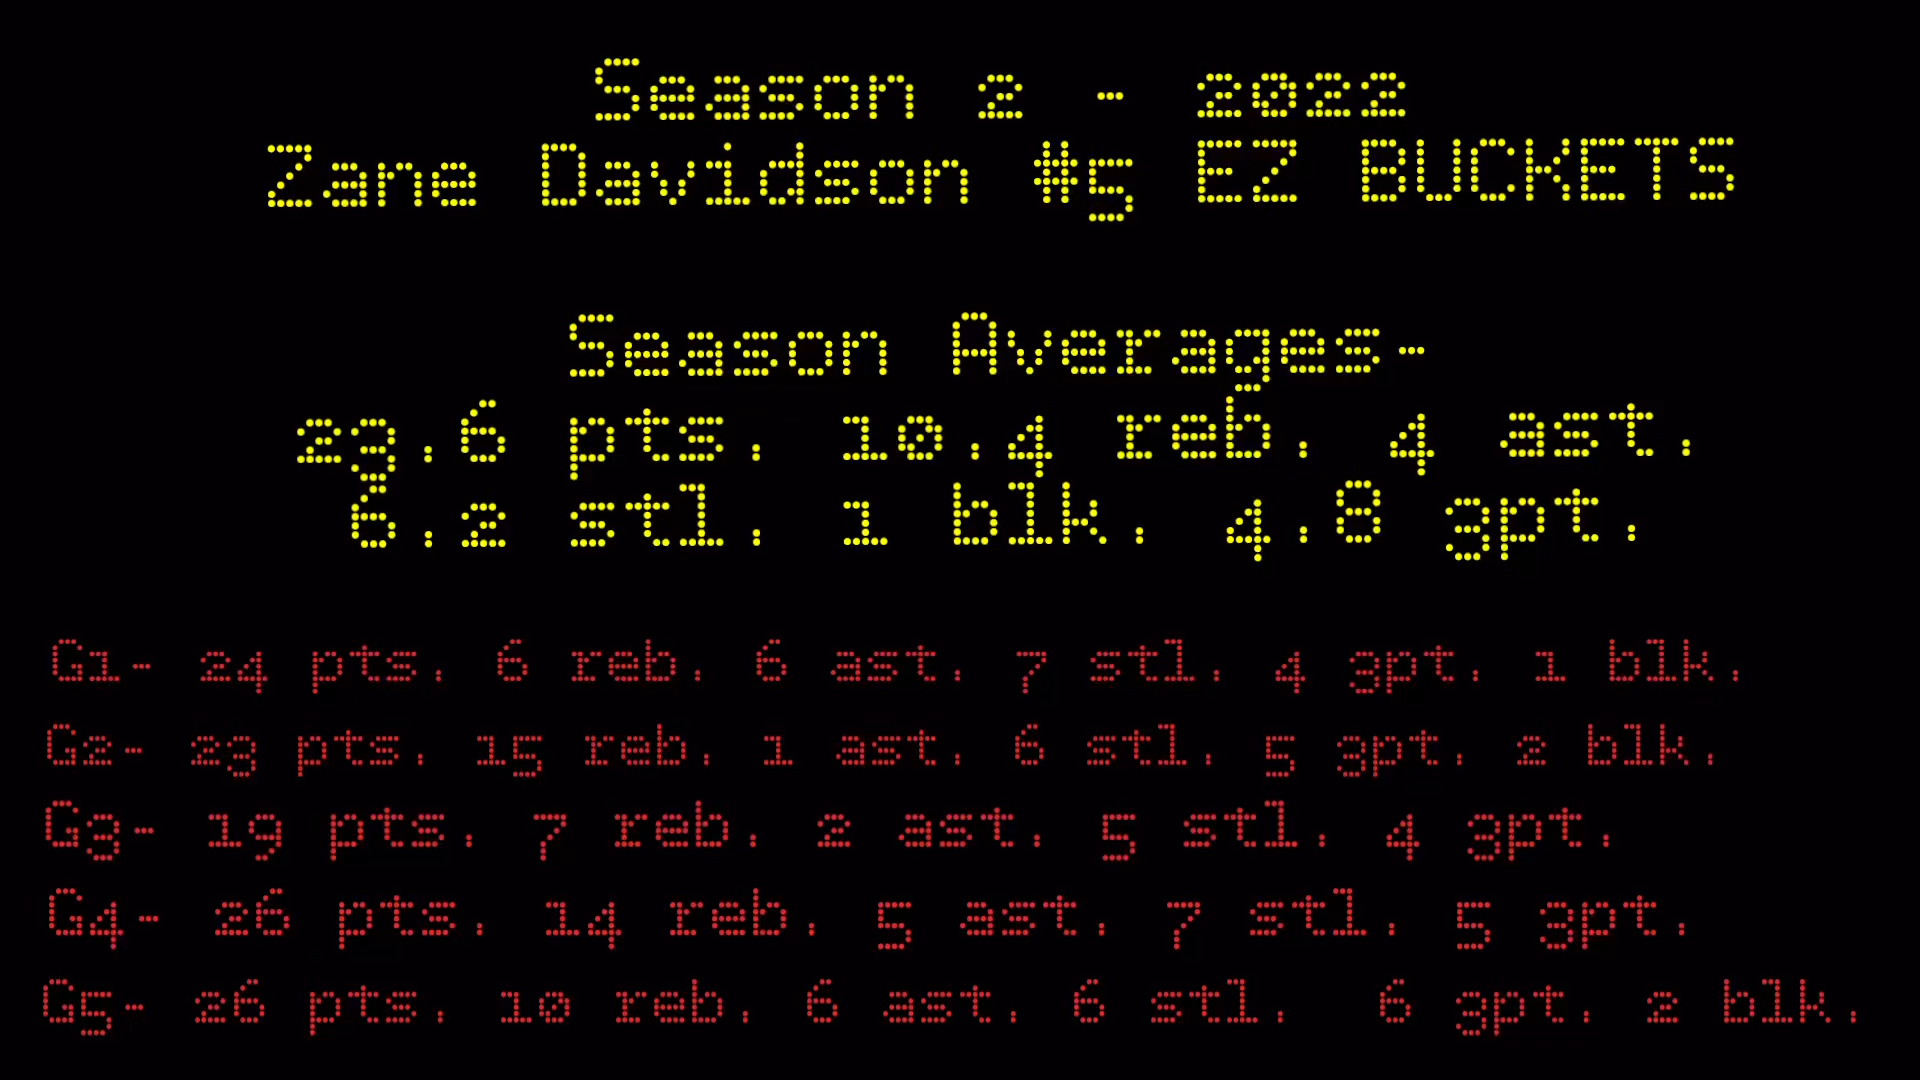 Season 2 - 2022
Zane Davidson #5 EZ BUCKETS
Season Averages-
23.6 pts. 10.4 reb. 4 ast.
6.2 stl. 1 blk. 4.8 3pt.
G1- 24 pts. 6 reb. 6 ast. 7 stl. 4 3pt. 1 blk.
G2- 23 pts. 15 reb. 1 ast. 6 stl. 5 3pt. 2 blk.
G3- 19 pts. 7 reb. 2 ast. 5 stl. 4 3pt.
G4- 26 pts. 14 reb. 5 ast. 7 stl. 5 3pt.
G5- 26 pts. 10 reb. 6 ast. 6 stl. 6 3pt. 2 blk.